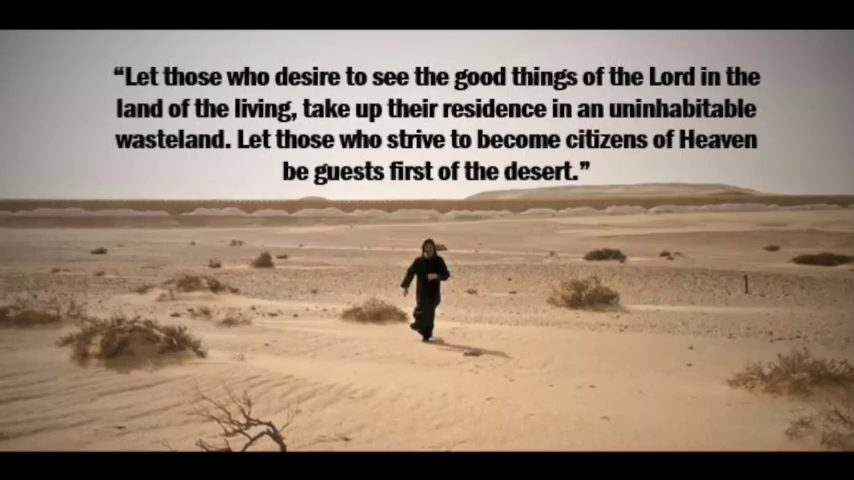 “Let those who desire to see the good things of the Lord in the
land of the living, take up their residence in an uninhabitable
wasteland. Let those who strive to become citizens of Heaven
be guests first of the desert.”